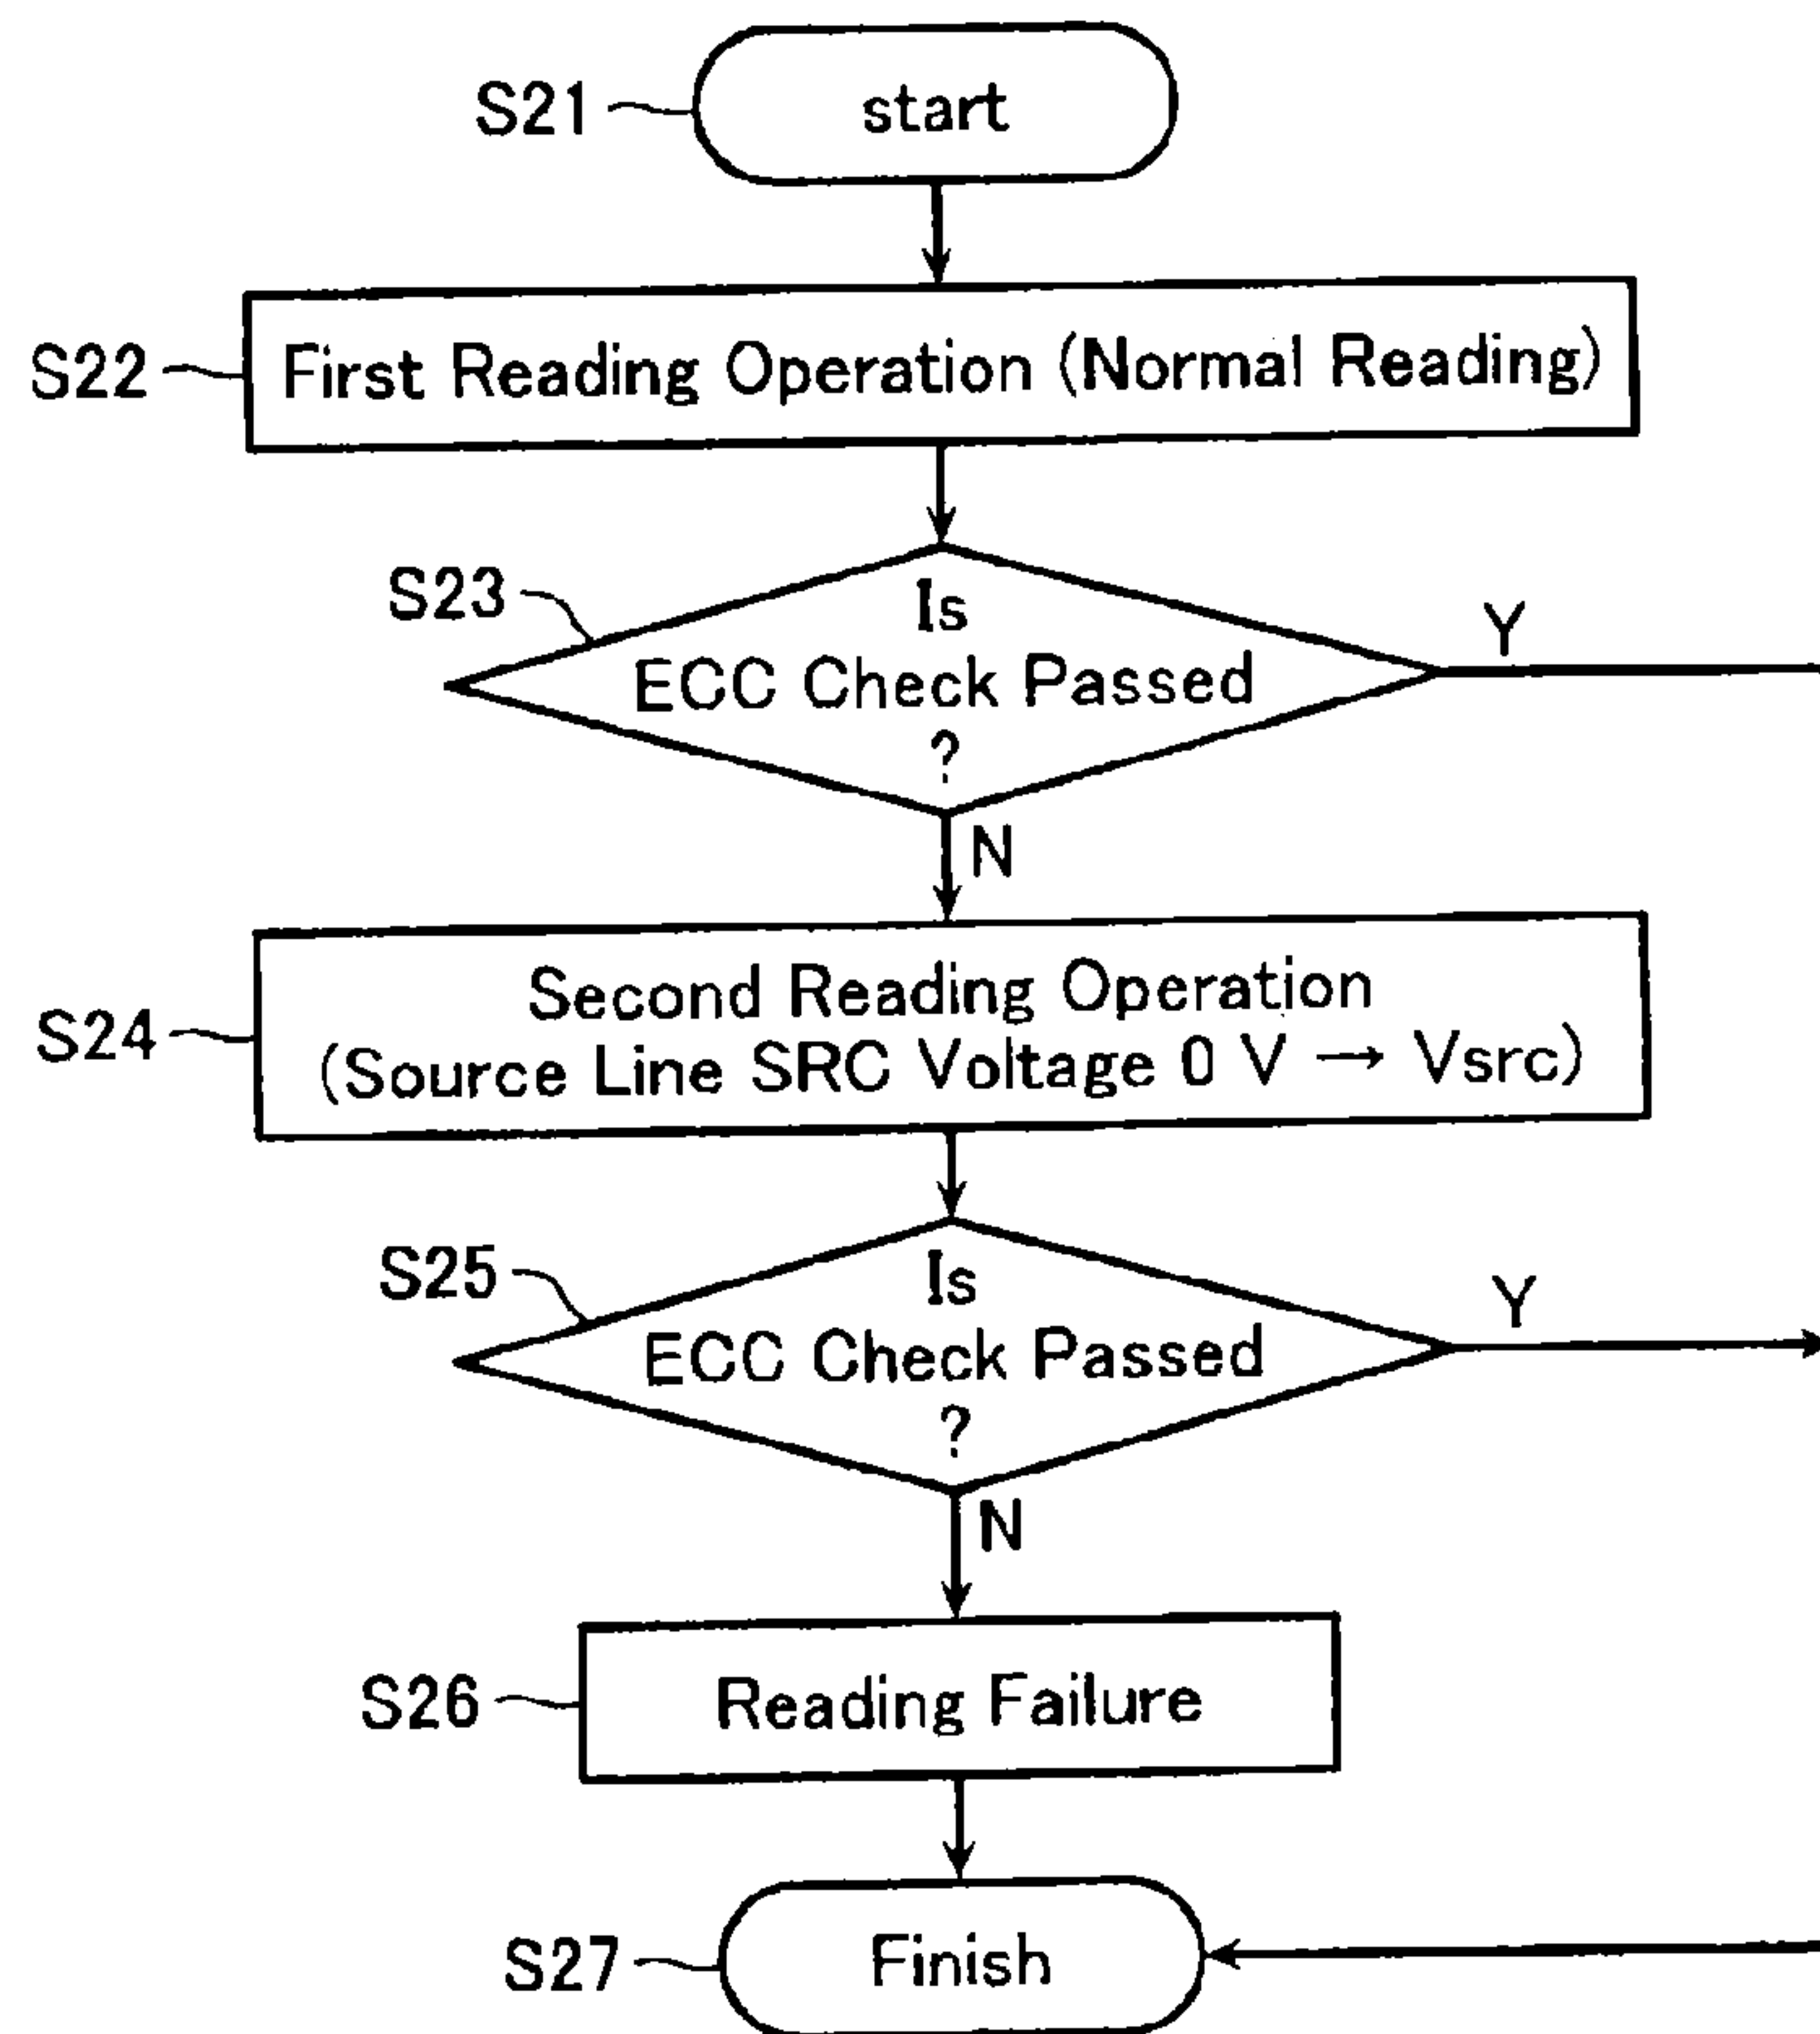 S21
start
S22
First Reading Operation (Normal Reading)
S23
Is
ECC Check Passed
?
Y
N
S24
Second Reading Operation
(Source Line SRC Voltage 0 V → Vsrc)
S25
Is
ECC Check Passed
?
Y
N
S26
Reading Failure
S27
Finish